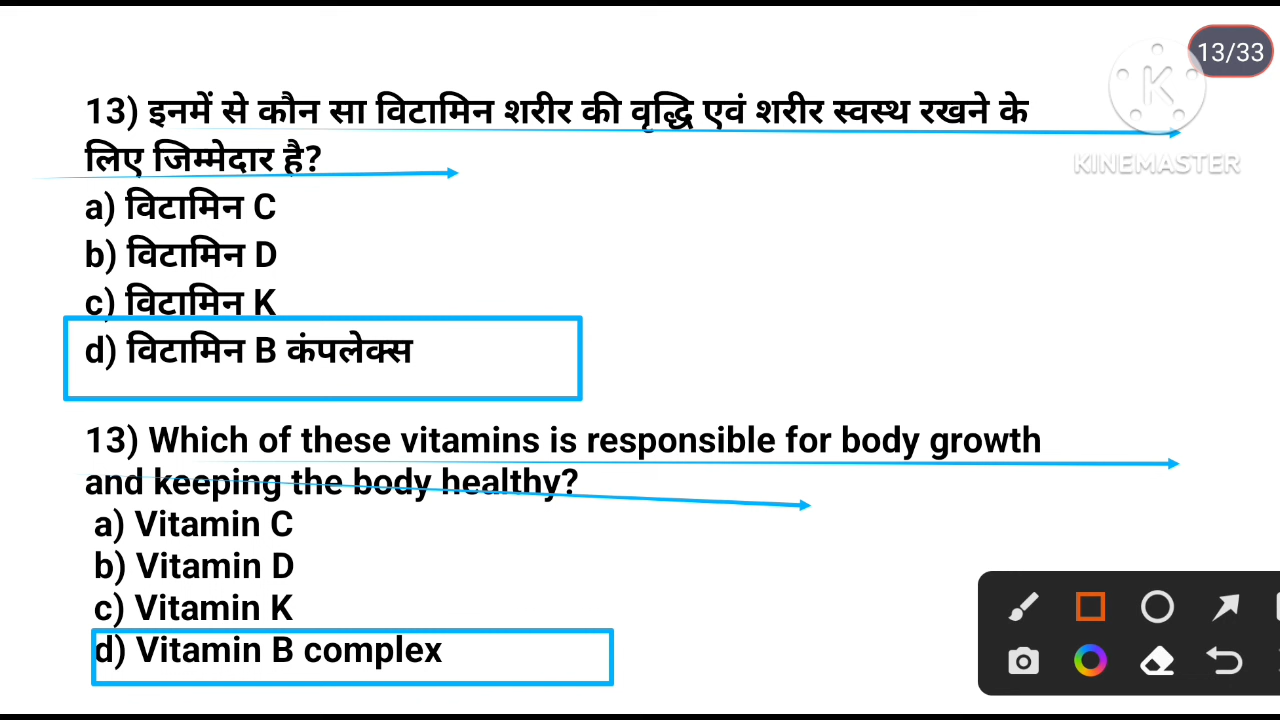 13/33
K
KINEMASTER
13) इनमें से कौन सा विटामिन शरीर की वृद्धि एवं शरीर स्वस्थ रखने के
लिए जिम्मेदार है?
a) विटामिन C
b) विटामिन D
c) विटामिन K
d) विटामिन B कंपलेक्स
13) Which of these vitamins is responsible for body growth
and keeping the body healthy?
a) Vitamin C
b) Vitamin D
c) Vitamin K
d) Vitamin B complex